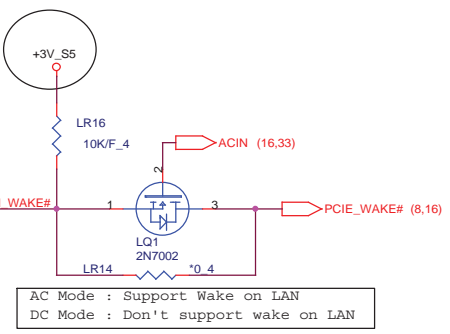 +3V_S5
LR16
10K/F_4
ACIN (16,33)
2
WAKE#
1
3
PCIE_WAKE# (8,16)
LQ1
2N7002
LR14
*0_4
AC Mode : Support Wake on LAN
DC Mode : Don't support wake on LAN